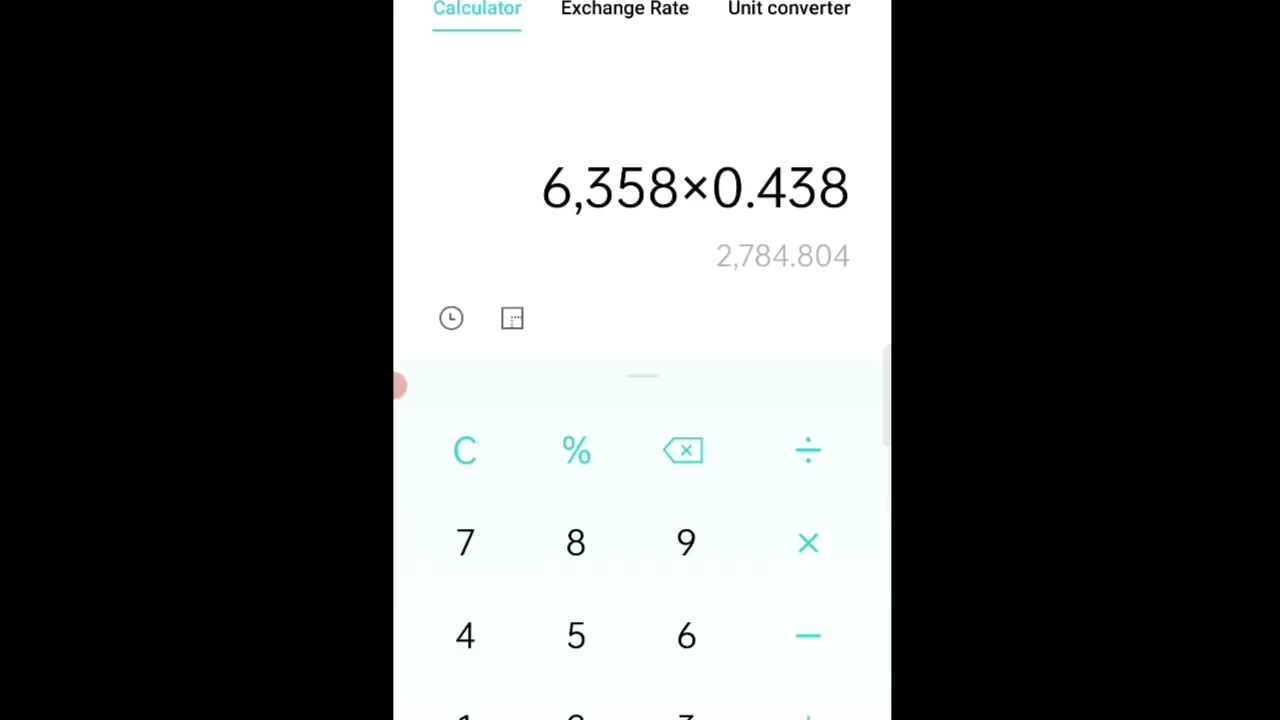 Calculator Exchange Rate Unit converter
6,358×0.438
2,784.804
C % ÷
7 8 9 ×
4 5 6 −